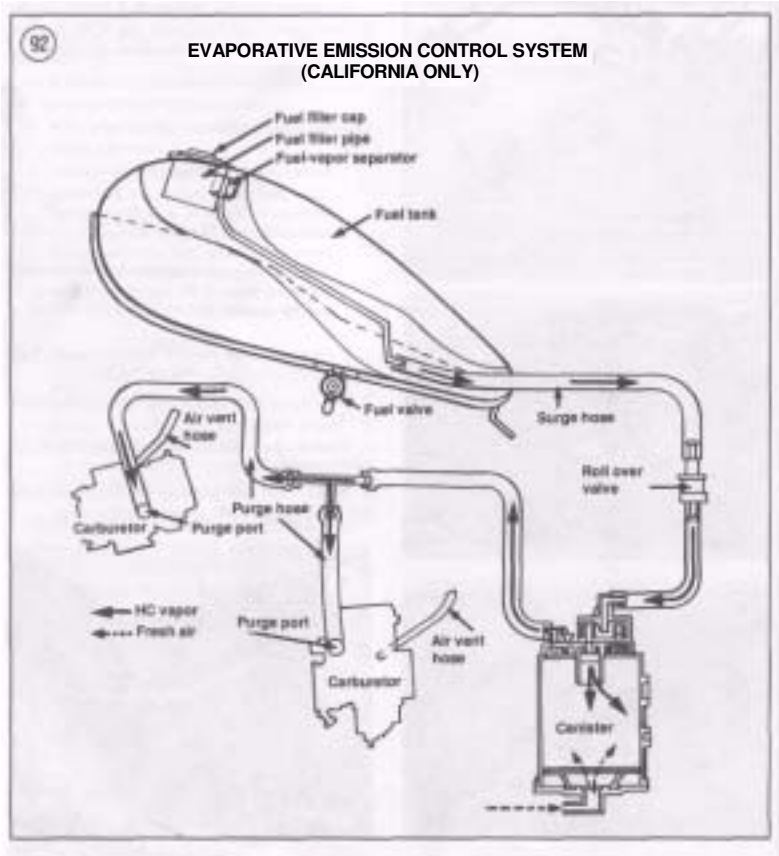 92
EVAPORATIVE EMISSION CONTROL SYSTEM
(CALIFORNIA ONLY)
Fuel filler cap
Fuel filler pipe
Fuel-vapor separator
Fuel tank
Fuel valve
Surge hose
Air vent
hose
Roll over
valve
Purge hose
Carburetor
Purge port
HC vapor
Fresh air
Purge port
Air vent
hose
Carburetor
Canister